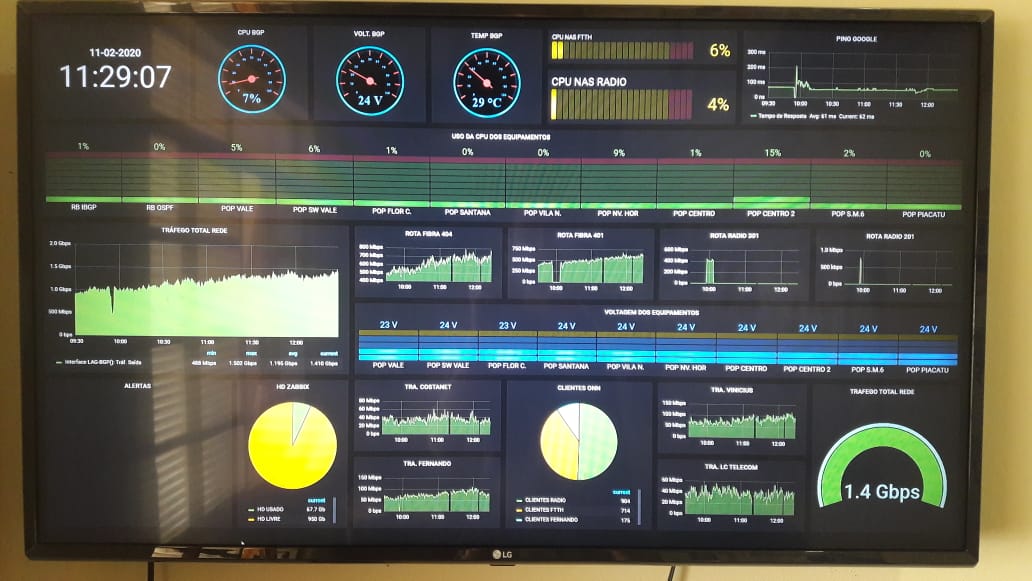 11-02-2020
11:29:07
CPU BGP
7%
VOLT. BGP
24 V
TEMP BGP
29 °C
CPU NAS FTTH
6%
CPU NAS RADIO
4%
PING GOOGLE
300 ms
200 ms
100 ms
0 ns
09:30 10:00 10:30 11:00 11:30 12:00
Tempo de Resposta Avg: 61 ms Current: 62 ms
USO DA CPU DOS EQUIPAMENTOS
1% 0% 5% 6% 1% 0% 0% 9% 1% 15% 2% 0%
RB IBGP RB OSPF POP VALE POP SW VALE POP FLOR C. POP SANTANA POP VILA N. POP NV. HOR POP CENTRO POP CENTRO 2 POP S.M.6 POP PIACATU
TRÁFEGO TOTAL REDE
2.0 Gbps
1.5 Gbps
1.0 Gbps
500 Mbps
0 bps
09:30 10:00 10:30 11:00 11:30 12:00
min max avg current
Interface LAG-BGP(): Tráf. Saída 488 Mbps 1.502 Gbps 1.195 Gbps 1.410 Gbps
ROTA FIBRA 404
800 Mbps
700 Mbps
600 Mbps
500 Mbps
400 Mbps
10:00 11:00 12:00
ROTA FIBRA 401
750 Mbps
500 Mbps
250 Mbps
0 bps
10:00 11:00 12:00
ROTA RADIO 301
600 Mbps
400 Mbps
200 Mbps
0 bps
10:00 11:00 12:00
ROTA RADIO 201
1.0 Mbps
500 kbps
0 bps
10:00 11:00 12:00
VOLTAGEM DOS EQUIPAMENTOS
23 V 24 V 23 V 24 V 24 V 24 V 24 V 24 V 24 V 24 V
POP VALE POP SW VALE POP FLOR C. POP SANTANA POP VILA N. POP NV. HOR POP CENTRO POP CENTRO 2 POP S.M.6 POP PIACATU
ALERTAS
HD ZABBIX
current
HD USADO 67.7 Gb
HD LIVRE 950 Gb
TRA. COSTANET
80 Mbps
60 Mbps
40 Mbps
20 Mbps
0 bps
10:00 11:00 12:00
TRA. FERNANDO
150 Mbps
100 Mbps
50 Mbps
0 bps
10:00 11:00 12:00
CLIENTES ONN
current
CLIENTES RADIO 904
CLIENTES FTTH 714
CLIENTES FERNANDO 175
TRA. VINICIUS
150 Mbps
100 Mbps
50 Mbps
0 bps
10:00 11:00 12:00
TRA. LC TELECOM
60 Mbps
40 Mbps
20 Mbps
0 bps
10:00 11:00 12:00
TRAFEGO TOTAL REDE
1.4 Gbps
LG